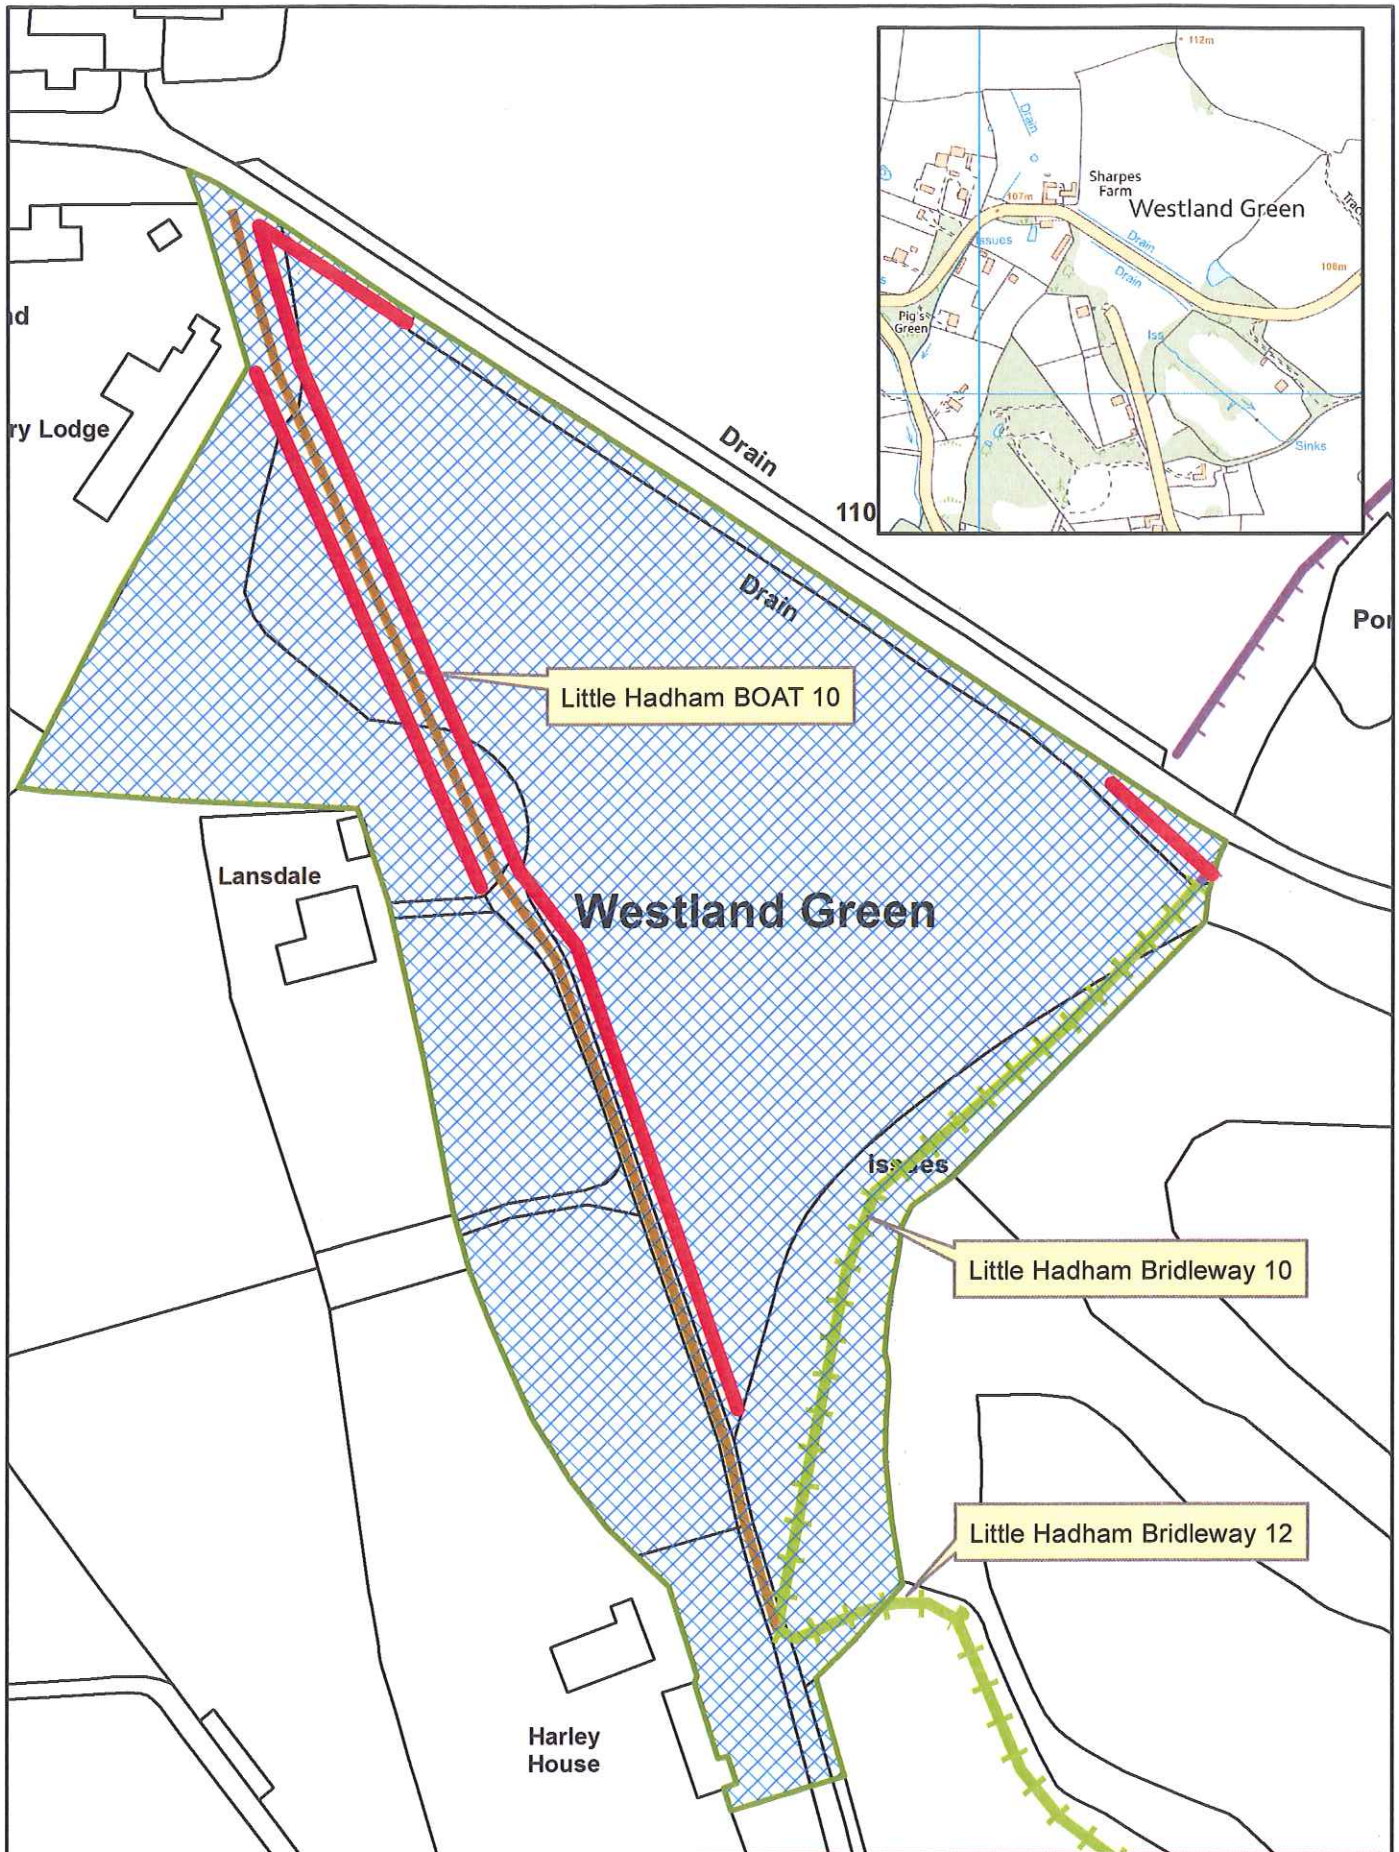 112m
Drain
Sharpes
Farm
107m
Westland Green
Issues
Drain
Drain
108m
Pig's
Green
Iss
Sinks
ry Lodge
Drain
110
Drain
Little Hadham BOAT 10
Lansdale
Westland Green
issues
Little Hadham Bridleway 10
Little Hadham Bridleway 12
Harley
House